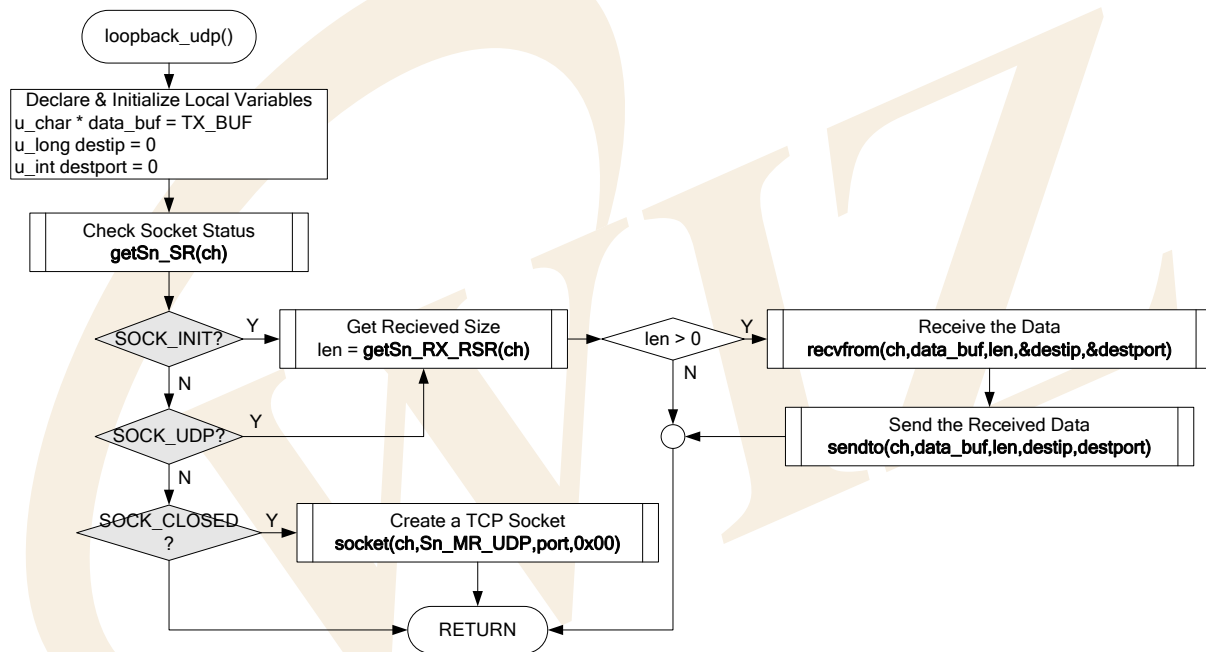 loopback_udp()
Declare & Initialize Local Variables
u_char * data_buf = TX_BUF
u_long destip = 0
u_int destport = 0
Check Socket Status
getSn_SR(ch)
SOCK_INIT?
Y
Get Recieved Size
len = getSn_RX_RSR(ch)
len > 0
Y
Receive the Data
recvfrom(ch,data_buf,len,&destip,&destport)
N
N
SOCK_UDP?
Y
Send the Received Data
sendto(ch,data_buf,len,destip,destport)
N
SOCK_CLOSED
?
Y
Create a TCP Socket
socket(ch,Sn_MR_UDP,port,0x00)
RETURN
WIZ